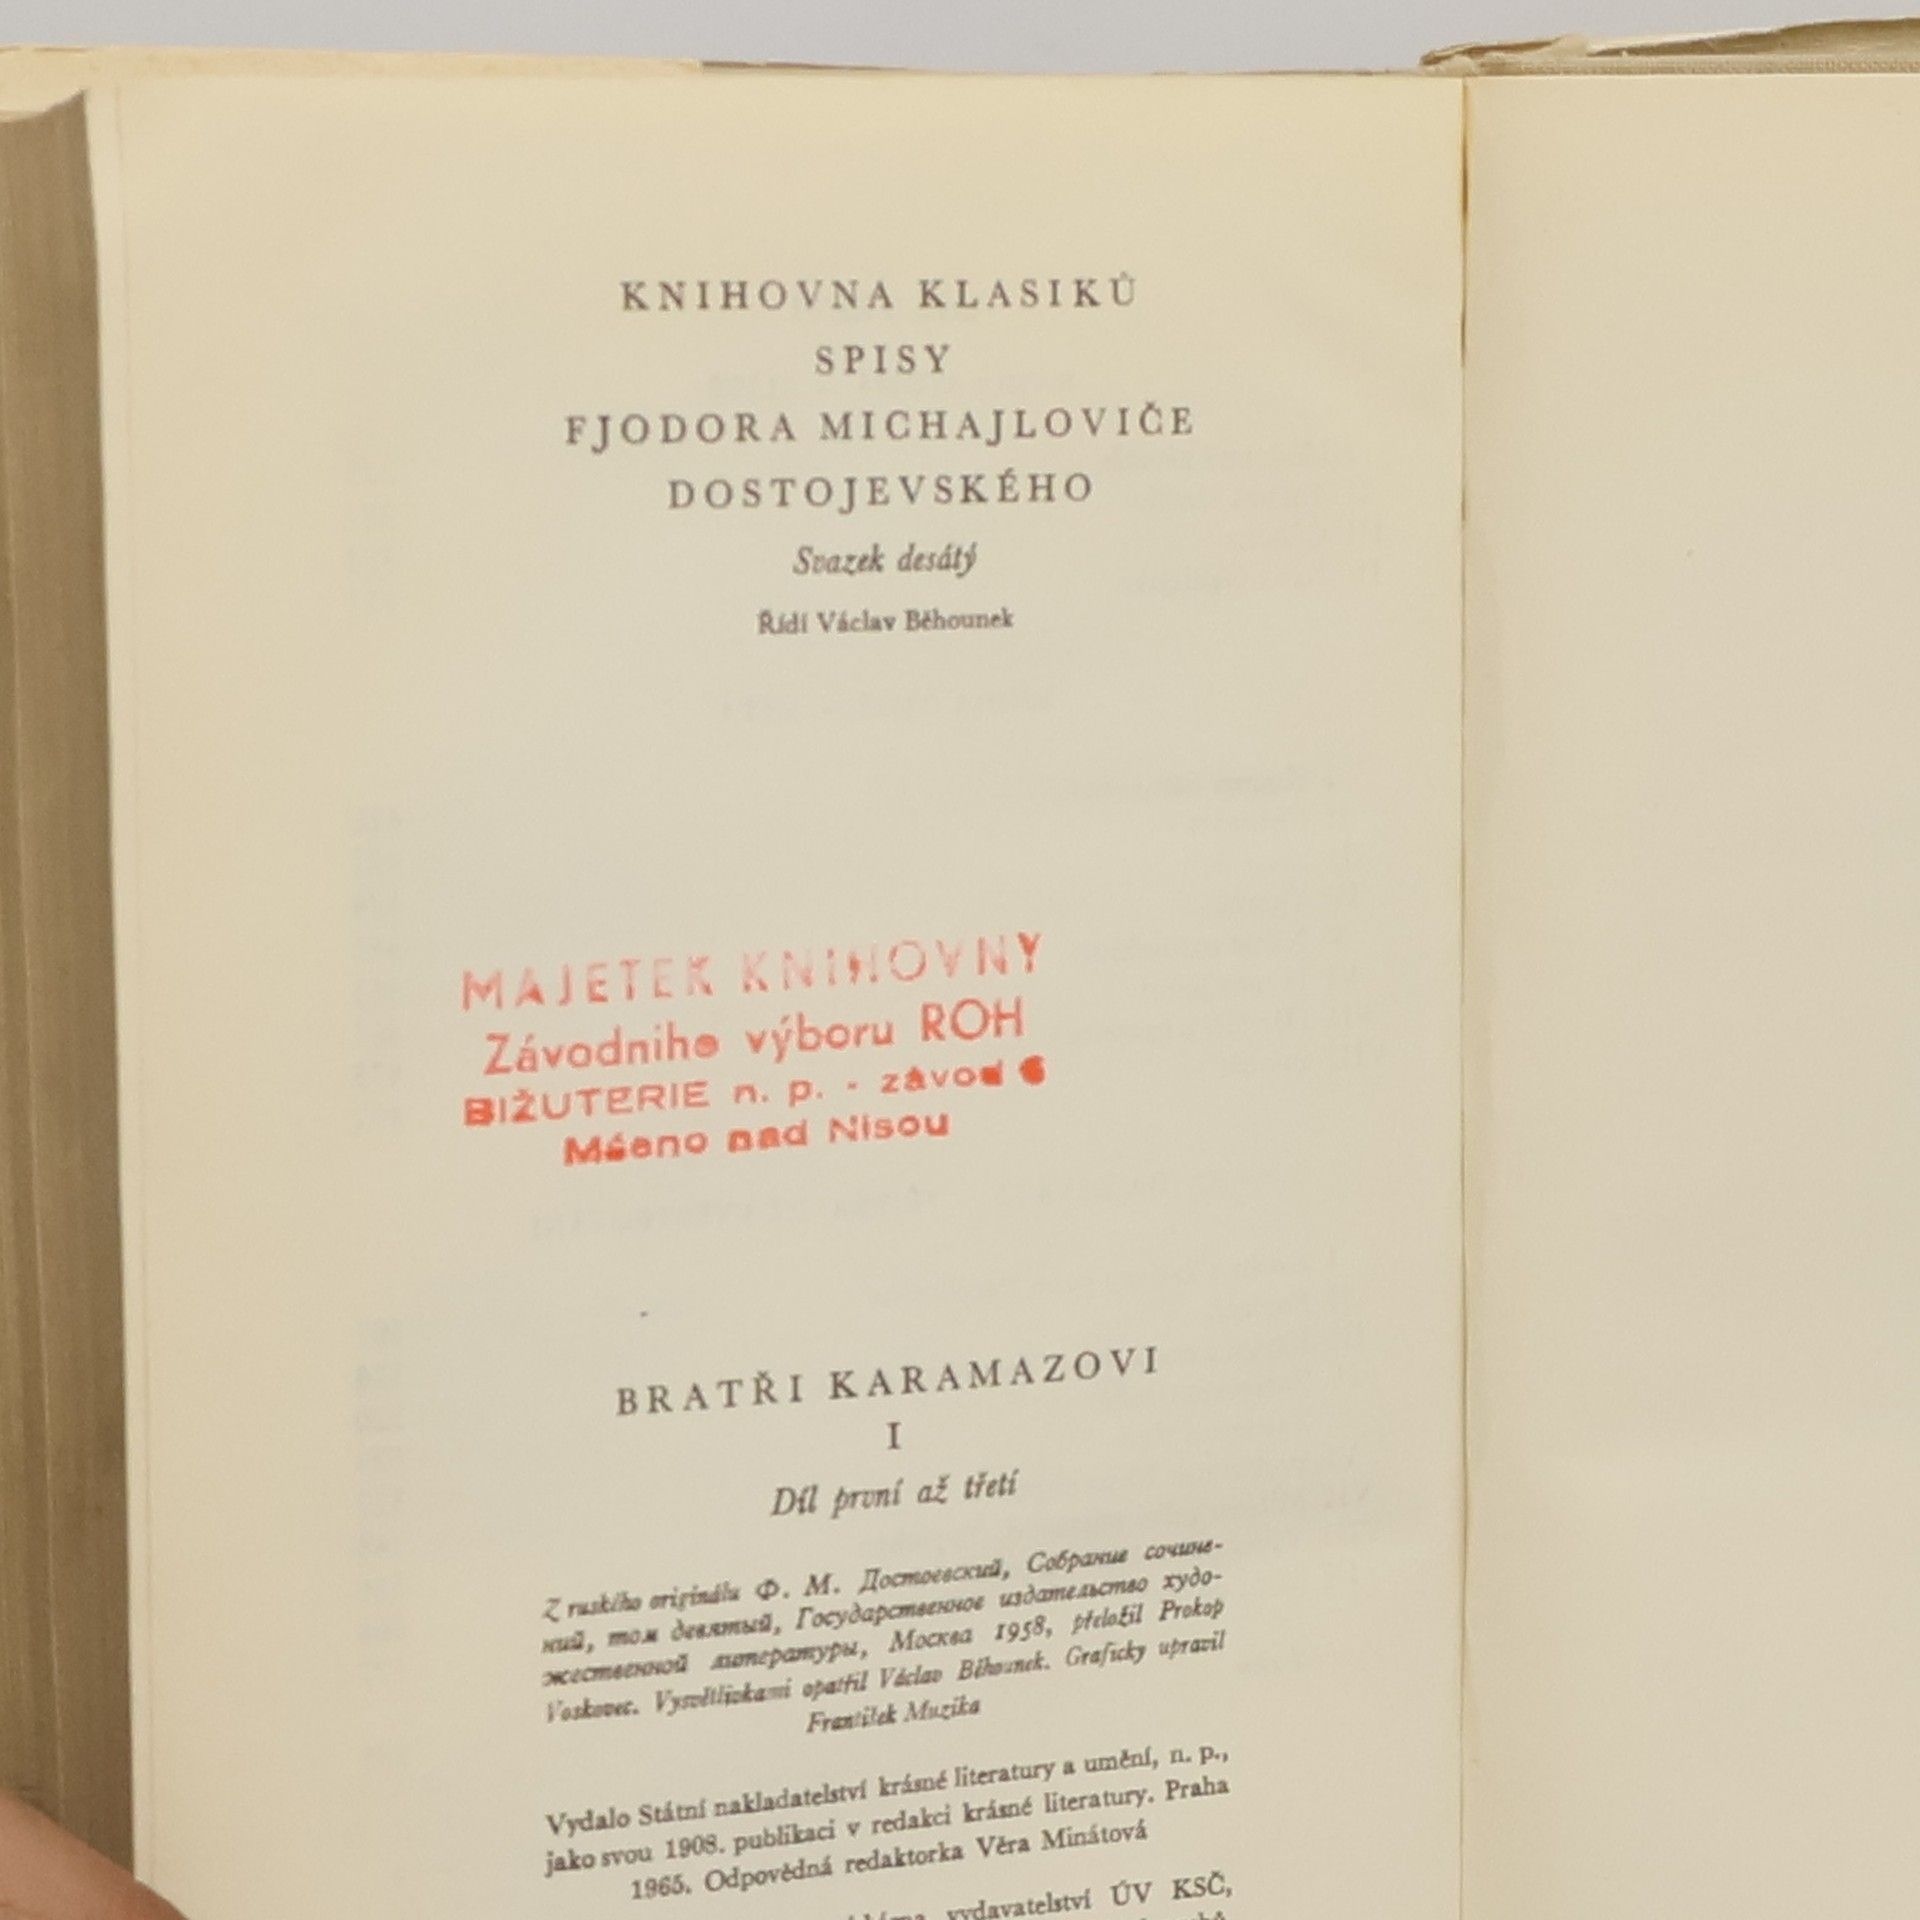 KNIHOVNA KLASIKŮ
SPISY
FJODORA MICHAJLOVIČE
DOSTOJEVSKÉHO
Svazek desátý
Řídí Václav Běhounek
MAJETEK KNIHOVNY
Závodniho výboru ROH
BIŽUTERIE n. p. - závod 6
Mšeno nad Nisou
BRATŘI KARAMAZOVI
I
Díl první až třetí
Z ruského originálu Ф. М. Достоевский, Собрание сочине-
ний, том девятый, Государственное издательство худо-
жественной литературы, Москва 1958, přeložil Prokop
Voskovec. Vysvětlivkami opatřil Václav Běhounek. Graficky upravil
František Muzika
Vydalo Státní nakladatelství krásné literatury a umění, n. p.,
jako svou 1908. publikaci v redakci krásné literatury. Praha
1965. Odpovědná redaktorka Věra Minátová
vydavatelství ÚV KSČ,